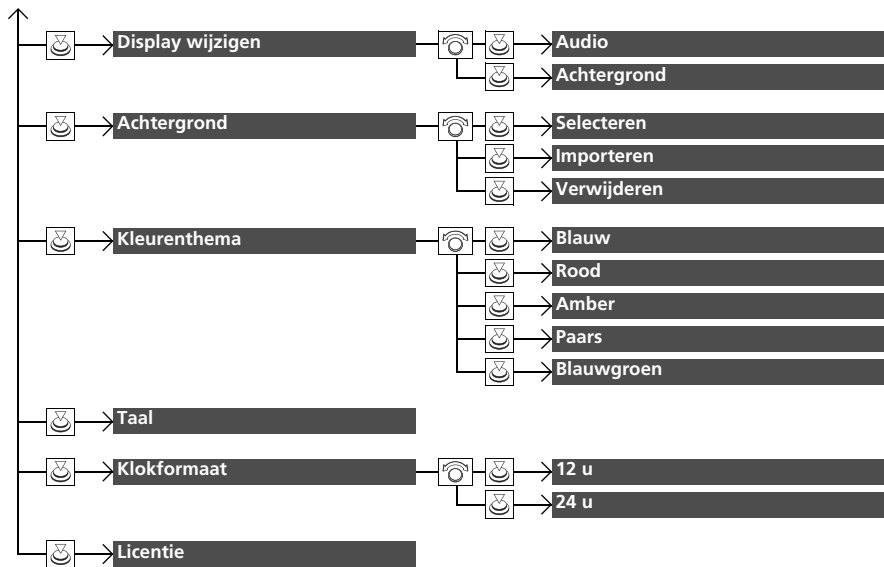 Display wijzigen
Audio
Achtergrond
Achtergrond
Selecteren
Importeren
Verwijderen
Kleurenthema
Blauw
Rood
Amber
Paars
Blauwgroen
Taal
Klokformaat
12 u
24 u
Licentie